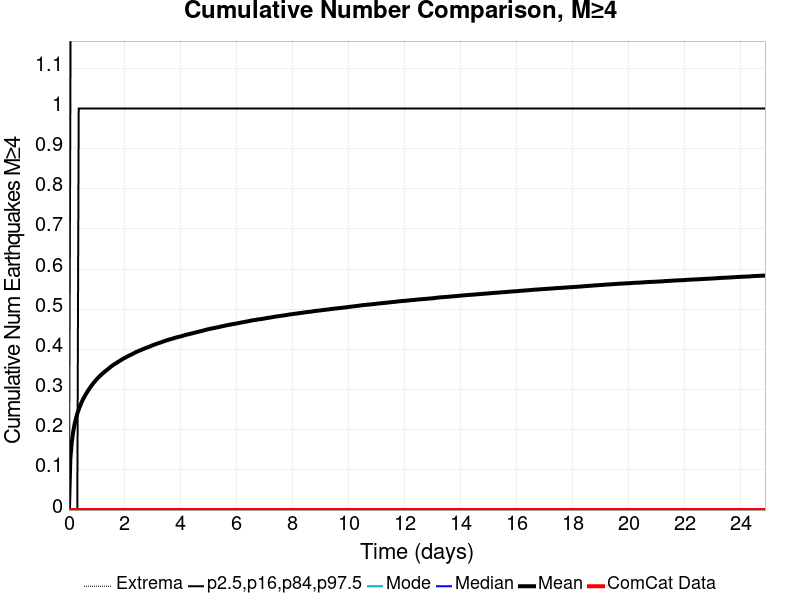 Cumulative Number Comparison, M≥4
Cumulative Num Earthquakes M≥4
1.1
1
0.9
0.8
0.7
0.6
0.5
0.4
0.3
0.2
0.1
0
0 2 4 6 8 10 12 14 16 18 20 22 24
Time (days)
Extrema p2.5,p16,p84,p97.5 Mode Median Mean ComCat Data